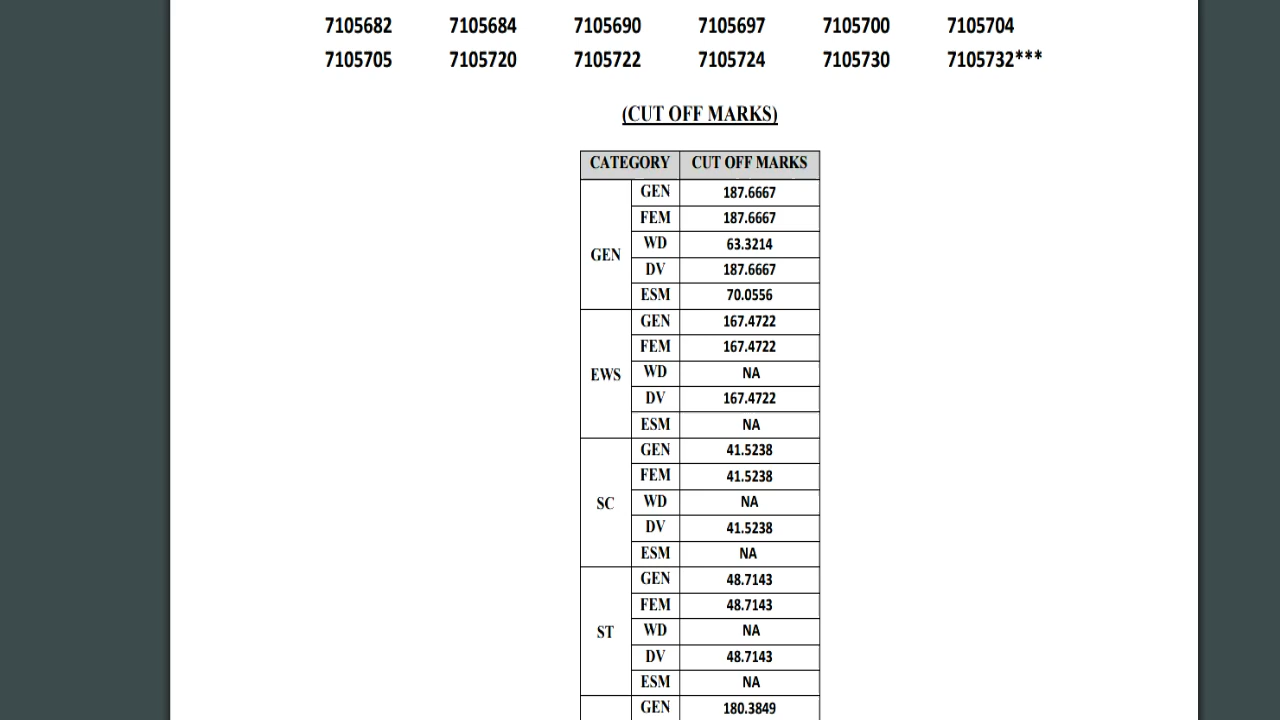 7105682 7105684 7105690 7105697 7105700 7105704
7105705 7105720 7105722 7105724 7105730 7105732***
(CUT OFF MARKS)
CATEGORY CUT OFF MARKS
GEN GEN 187.6667
FEM 187.6667
WD 63.3214
DV 187.6667
ESM 70.0556
EWS GEN 167.4722
FEM 167.4722
WD NA
DV 167.4722
ESM NA
SC GEN 41.5238
FEM 41.5238
WD NA
DV 41.5238
ESM NA
ST GEN 48.7143
FEM 48.7143
WD NA
DV 48.7143
ESM NA
GEN 180.3849